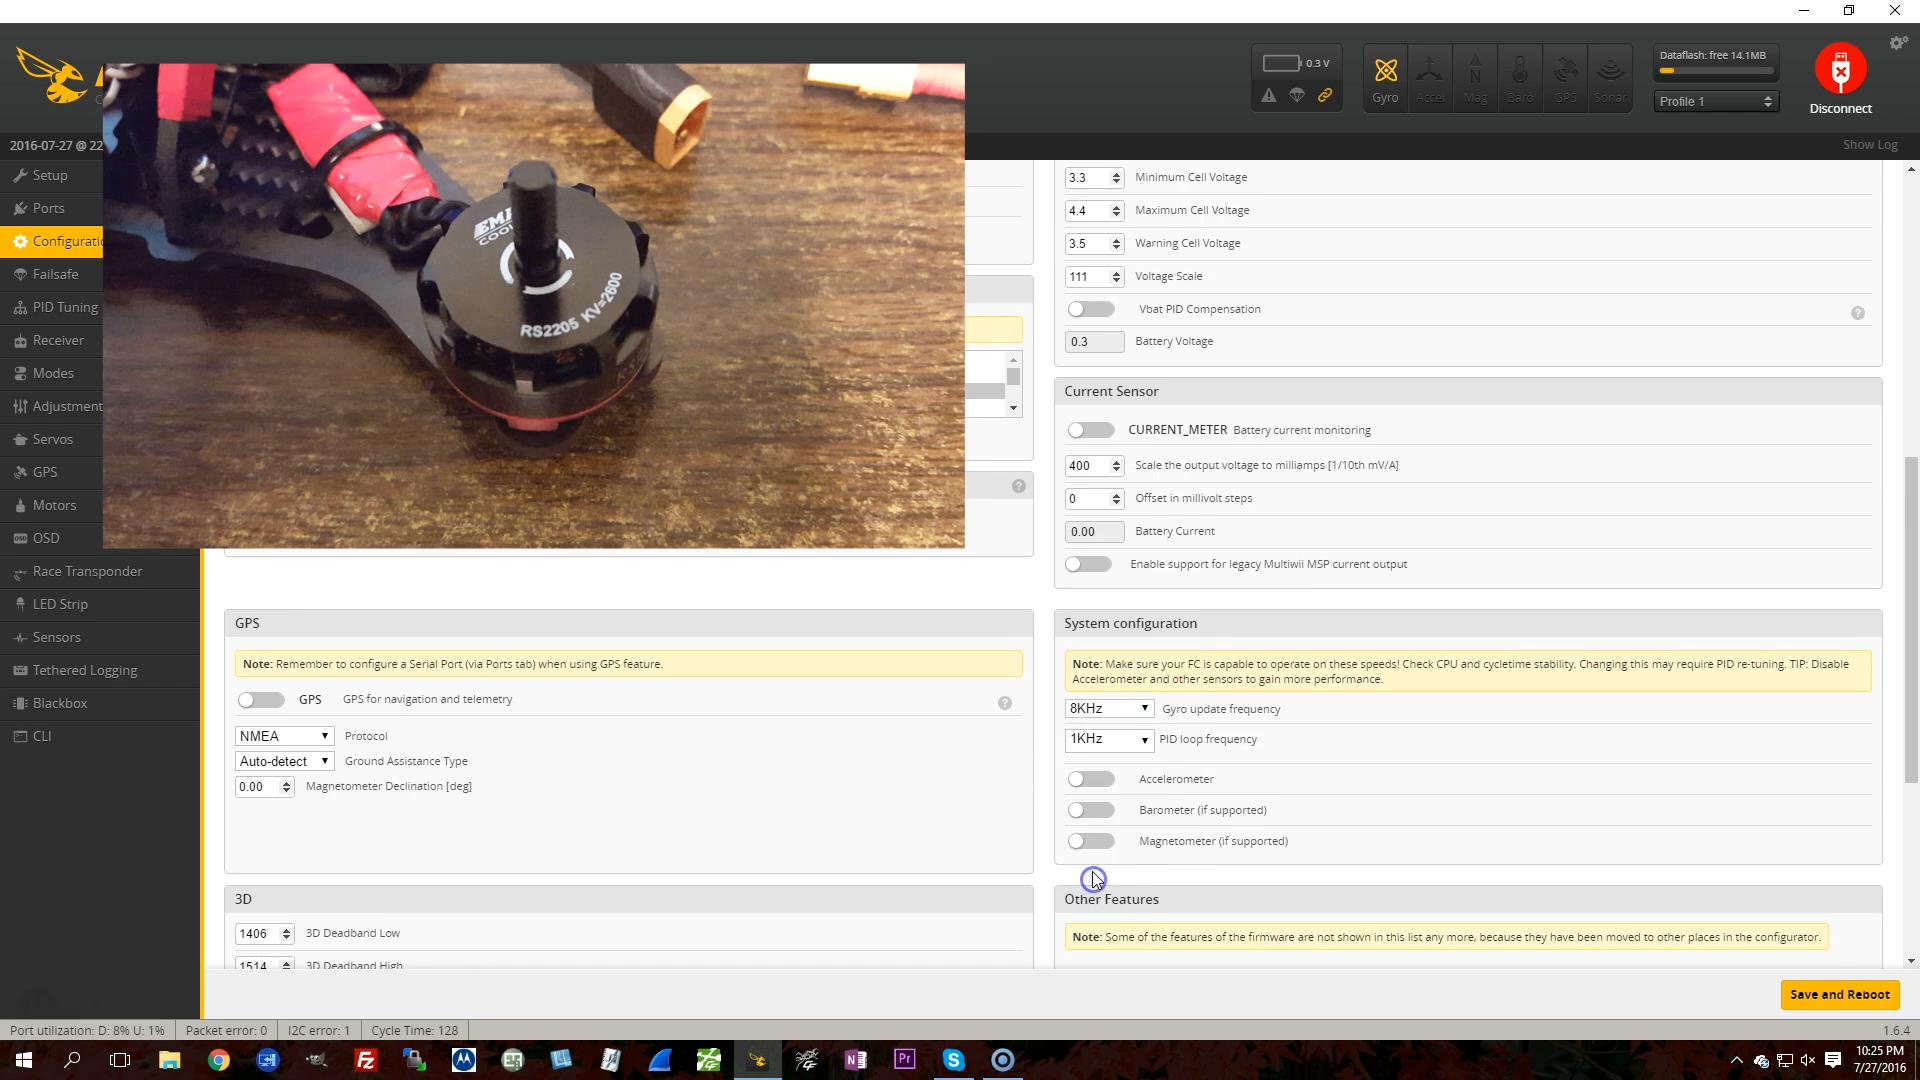 0.3 V
Gyro
Accel
Mag
Baro
GPS
Sonar
Dataflash: free 14.1MB
Profile 1
Disconnect
2016-07-27 @ 22
Show Log
Setup
Ports
Configuratio
Failsafe
PID Tuning
Receiver
Modes
Adjustment
Servos
GPS
Motors
OSD
Race Transponder
LED Strip
Sensors
Tethered Logging
Blackbox
CLI
RS2205 KV=2600
3.3 Minimum Cell Voltage
4.4 Maximum Cell Voltage
3.5 Warning Cell Voltage
111 Voltage Scale
Vbat PID Compensation
0.3 Battery Voltage
Current Sensor
CURRENT_METER Battery current monitoring
400 Scale the output voltage to milliamps [1/10th mV/A]
0 Offset in millivolt steps
0.00 Battery Current
Enable support for legacy Multiwii MSP current output
GPS
Note: Remember to configure a Serial Port (via Ports tab) when using GPS feature.
GPS GPS for navigation and telemetry
NMEA Protocol
Auto-detect Ground Assistance Type
0.00 Magnetometer Declination [deg]
System configuration
Note: Make sure your FC is capable to operate on these speeds! Check CPU and cycletime stability. Changing this may require PID re-tuning. TIP: Disable
Accelerometer and other sensors to gain more performance.
8KHz Gyro update frequency
1KHz PID loop frequency
Accelerometer
Barometer (if supported)
Magnetometer (if supported)
3D
1406 3D Deadband Low
1514 3D Deadband High
Other Features
Note: Some of the features of the firmware are not shown in this list any more, because they have been moved to other places in the configurator.
Save and Reboot
Port utilization: D: 8% U: 1% Packet error: 0 I2C error: 1 Cycle Time: 128 1.6.4
10:25 PM
7/27/2016